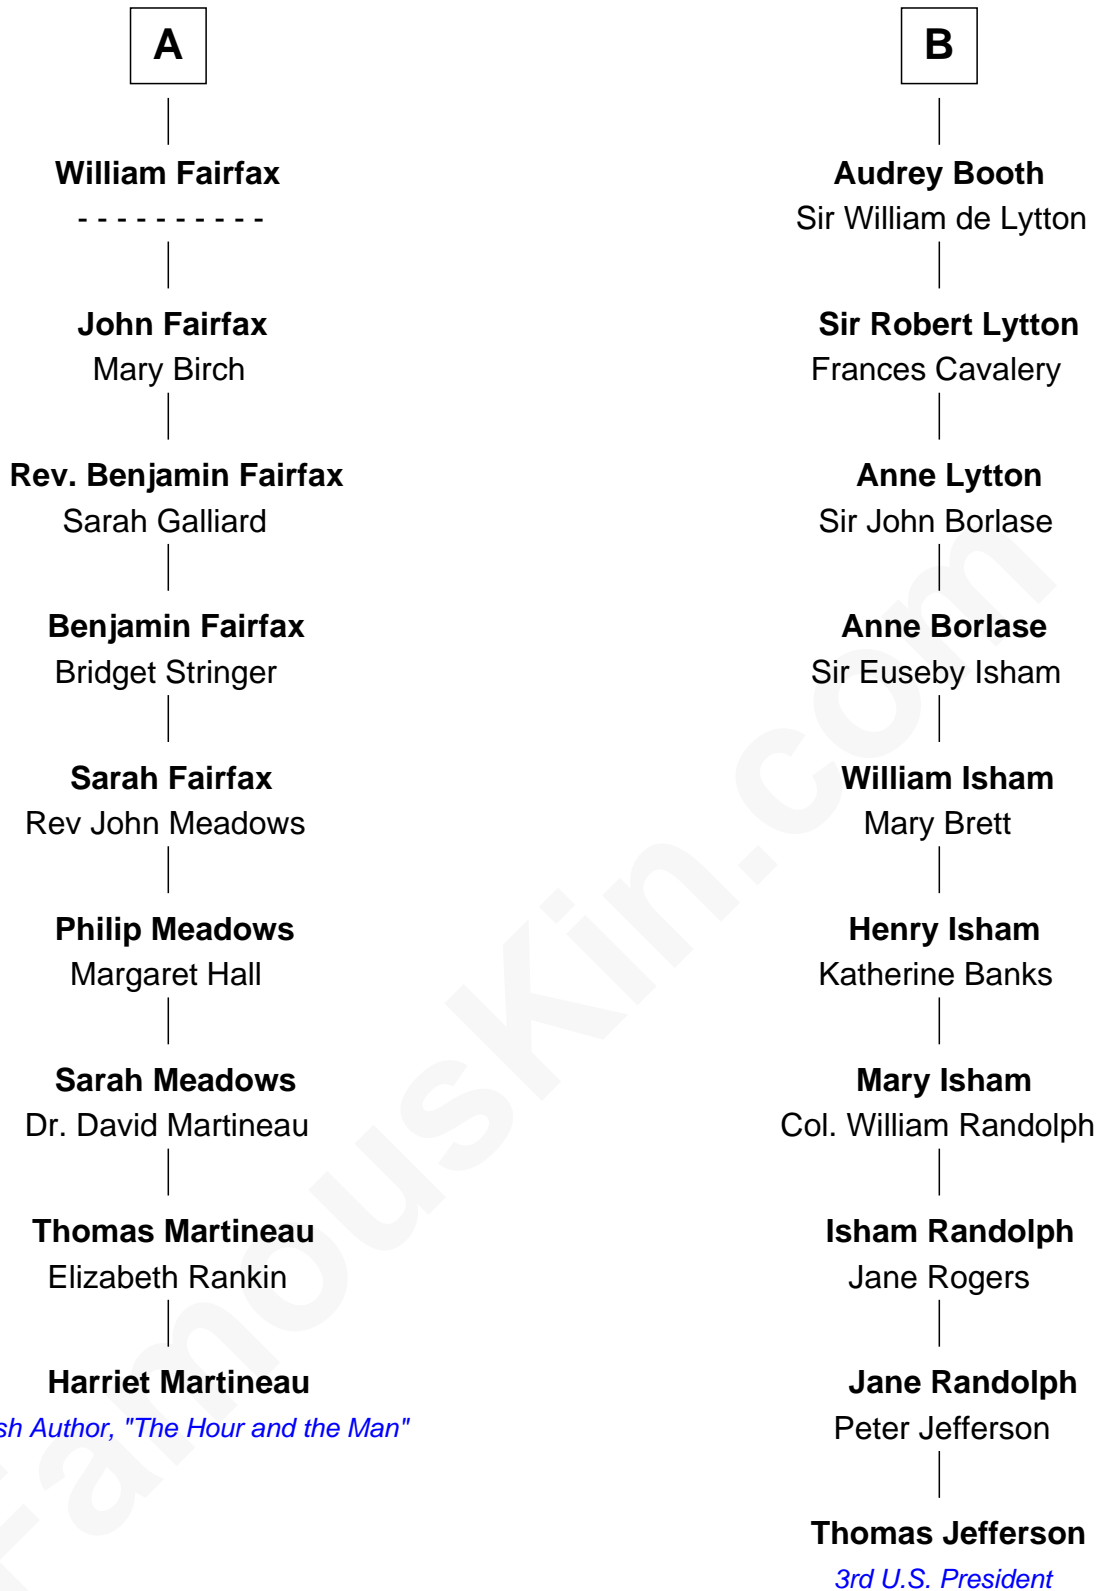 A
William Fairfax
- - - - - - - - - -
John Fairfax
Mary Birch
Rev. Benjamin Fairfax
Sarah Galliard
Benjamin Fairfax
Bridget Stringer
Sarah Fairfax
Rev John Meadows
Philip Meadows
Margaret Hall
Sarah Meadows
Dr. David Martineau
Thomas Martineau
Elizabeth Rankin
Harriet Martineau
sh Author, "The Hour and the Man"
B
Audrey Booth
Sir William de Lytton
Sir Robert Lytton
Frances Cavalery
Anne Lytton
Sir John Borlase
Anne Borlase
Sir Euseby Isham
William Isham
Mary Brett
Henry Isham
Katherine Banks
Mary Isham
Col. William Randolph
Isham Randolph
Jane Rogers
Jane Randolph
Peter Jefferson
Thomas Jefferson
3rd U.S. President
FamousKin.com